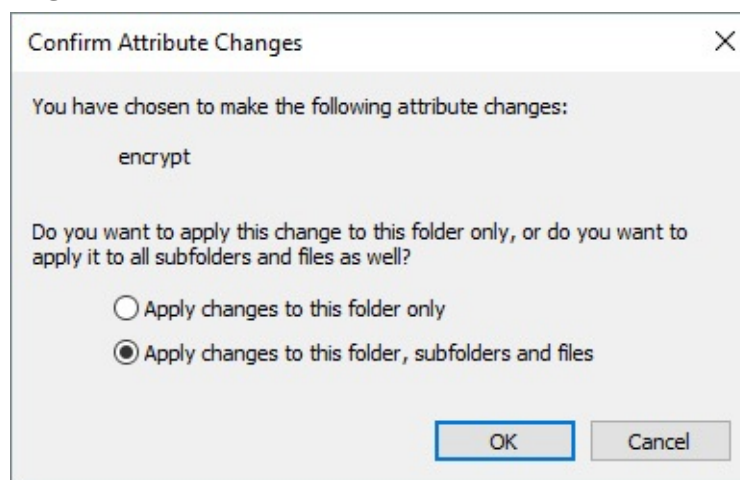 Confirm Attribute Changes
You have chosen to make the following attribute changes:
encrypt
Do you want to apply this change to this folder only, or do you want to
apply it to all subfolders and files as well?
Apply changes to this folder only
Apply changes to this folder, subfolders and files
OK Cancel